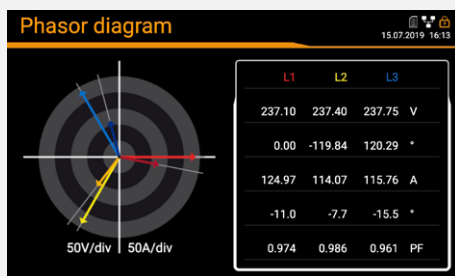 Phasor diagram
15.07.2019 16:13
L1 L2 L3
237.10 237.40 237.75 V
0.00 -119.84 120.29 °
124.97 114.07 115.76 A
-11.0 -7.7 -15.5 °
0.974 0.986 0.961 PF
50V/div 50A/div